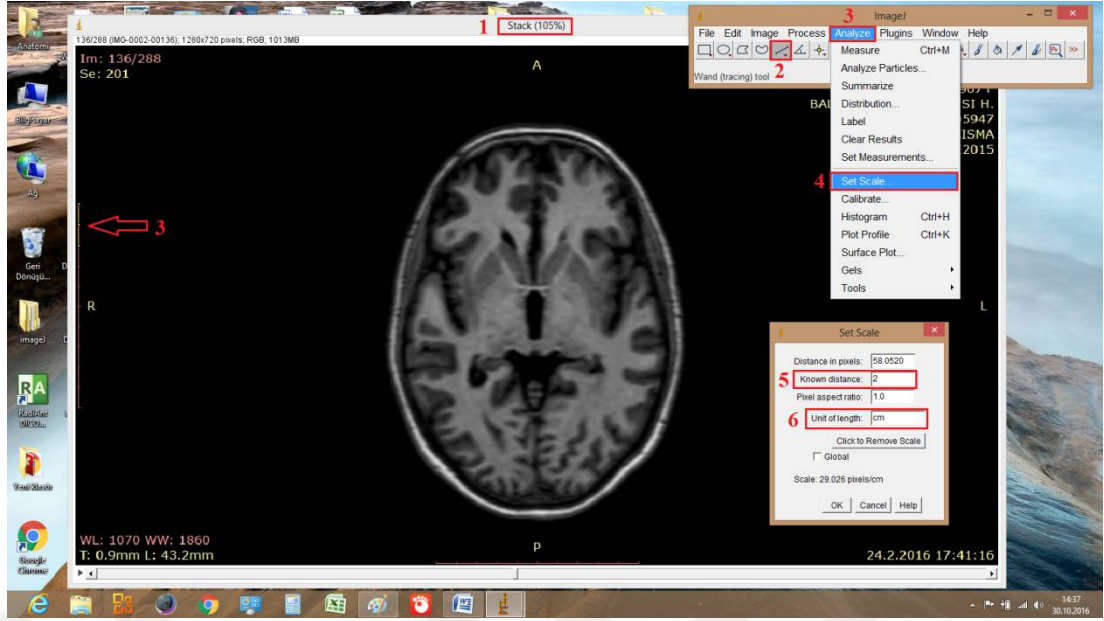 Anatomi
Bilgisayar
Ağ
Geri
Dönüşü...
imageJ
RadiAnt
DICO...
Yeni klasör
Google
Chrome
1 Stack (105%)
136/288 (IMG-0002-00136); 1280x720 pixels; RGB; 1013MB
Im: 136/288
Se: 201
A
SI H.
5947
ISMA
2015
3
R
L
WL: 1070 WW: 1860
T: 0.9mm L: 43.2mm
P
24.2.2016 17:41:16
3
ImageJ
File Edit Image Process Analyze Plugins Window Help
2
Wand (tracing) tool
Measure Ctrl+M
Analyze Particles...
Summarize
Distribution...
Label
Clear Results
Set Measurements...
4 Set Scale...
Calibrate...
Histogram Ctrl+H
Plot Profile Ctrl+K
Surface Plot...
Gels
Tools
Set Scale
Distance in pixels: 58.0520
5 Known distance: 2
Pixel aspect ratio: 1.0
6 Unit of length: cm
Click to Remove Scale
Global
Scale: 29.026 pixels/cm
OK Cancel Help
14:37
30.10.2016